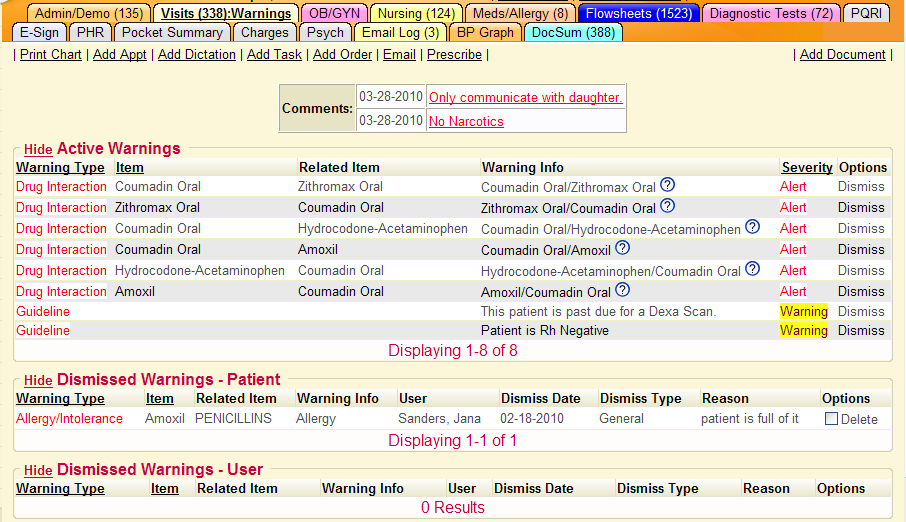 Admin/Demo (135) Visits (338):Warnings OB/GYN Nursing (124) Meds/Allergy (8) Flowsheets (1523) Diagnostic Tests (72) PQRI
E-Sign PHR Pocket Summary Charges Psych Email Log (3) BP Graph DocSum (388)
| Print Chart | Add Appt | Add Dictation | Add Task | Add Order | Email | Prescribe | | Add Document |
Comments: 03-28-2010 Only communicate with daughter.
03-28-2010 No Narcotics
Hide Active Warnings
Warning Type Item Related Item Warning Info Severity Options
Drug Interaction Coumadin Oral Zithromax Oral Coumadin Oral/Zithromax Oral ? Alert Dismiss
Drug Interaction Zithromax Oral Coumadin Oral Zithromax Oral/Coumadin Oral ? Alert Dismiss
Drug Interaction Coumadin Oral Hydrocodone-Acetaminophen Coumadin Oral/Hydrocodone-Acetaminophen ? Alert Dismiss
Drug Interaction Coumadin Oral Amoxil Coumadin Oral/Amoxil ? Alert Dismiss
Drug Interaction Hydrocodone-Acetaminophen Coumadin Oral Hydrocodone-Acetaminophen/Coumadin Oral ? Alert Dismiss
Drug Interaction Amoxil Coumadin Oral Amoxil/Coumadin Oral ? Alert Dismiss
Guideline This patient is past due for a Dexa Scan. Warning Dismiss
Guideline Patient is Rh Negative Warning Dismiss
Displaying 1-8 of 8
Hide Dismissed Warnings - Patient
Warning Type Item Related Item Warning Info User Dismiss Date Dismiss Type Reason Options
Allergy/Intolerance Amoxil PENICILLINS Allergy Sanders, Jana 02-18-2010 General patient is full of it Delete
Displaying 1-1 of 1
Hide Dismissed Warnings - User
Warning Type Item Related Item Warning Info User Dismiss Date Dismiss Type Reason Options
0 Results